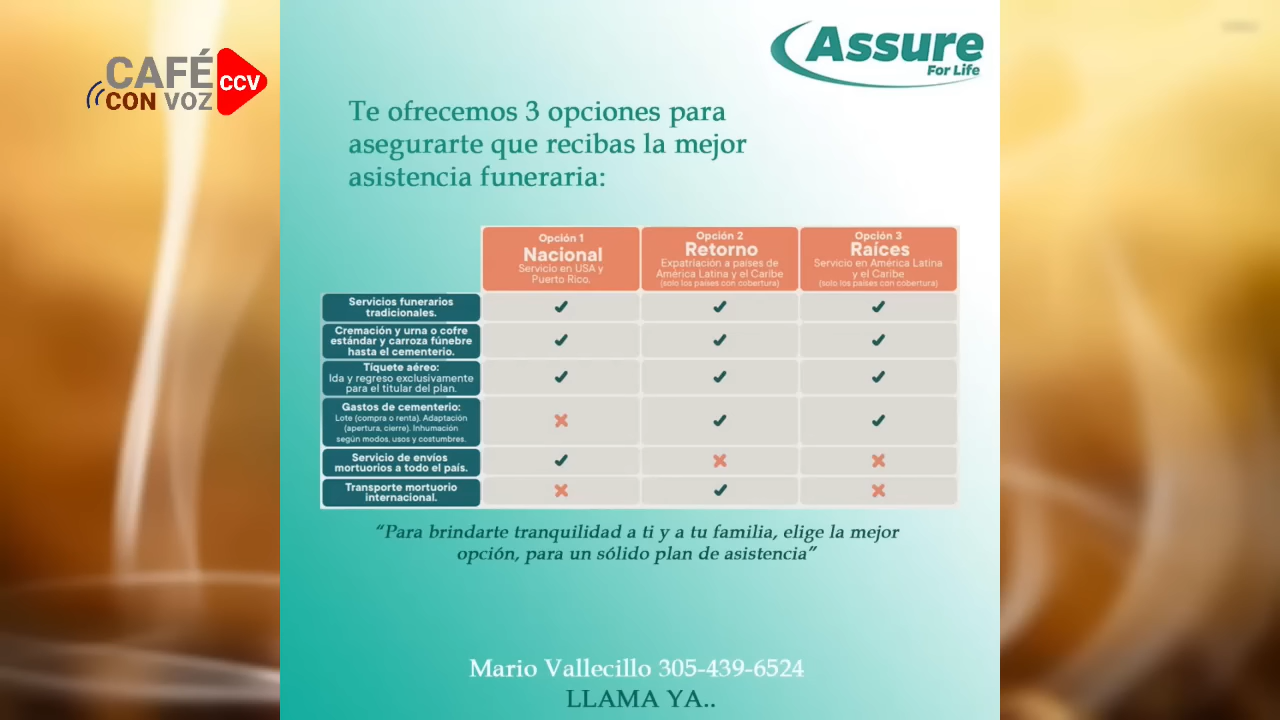 CAFÉ
CON VOZ
CCV
Assure
For Life
Te ofrecemos 3 opciones para
asegurarte que recibas la mejor
asistencia funeraria:
Opción 1
Nacional
Servicio en USA y
Puerto Rico.
Opción 2
Retorno
Expatriación a países de
América Latina y el Caribe
(solo los países con cobertura)
Opción 3
Raíces
Servicio en América Latina
y el Caribe
(solo los países con cobertura)
Servicios funerarios
tradicionales.
Cremación y urna o cofre
estándar y carroza fúnebre
hasta el cementerio.
Tíquete aéreo:
Ida y regreso exclusivamente
para el titular del plan.
Gastos de cementerio:
Lote (compra o renta). Adaptación
(apertura, cierre). Inhumación
según modos, usos y costumbres.
Servicio de envíos
mortuorios a todo el país.
Transporte mortuorio
internacional.
“Para brindarte tranquilidad a ti y a tu familia, elige la mejor
opción, para un sólido plan de asistencia”
Mario Vallecillo 305-439-6524
LLAMA YA..